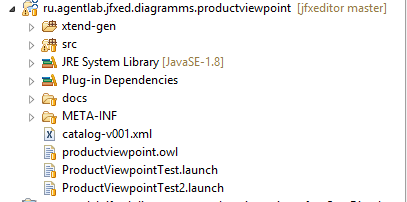 ru.agentlab.jfxed.diagramms.productviewpoint [jfxeditor master]
xtend-gen
src
JRE System Library [JavaSE-1.8]
Plug-in Dependencies
docs
META-INF
catalog-v001.xml
productviewpoint.owl
ProductViewpointTest.launch
ProductViewpointTest2.launch